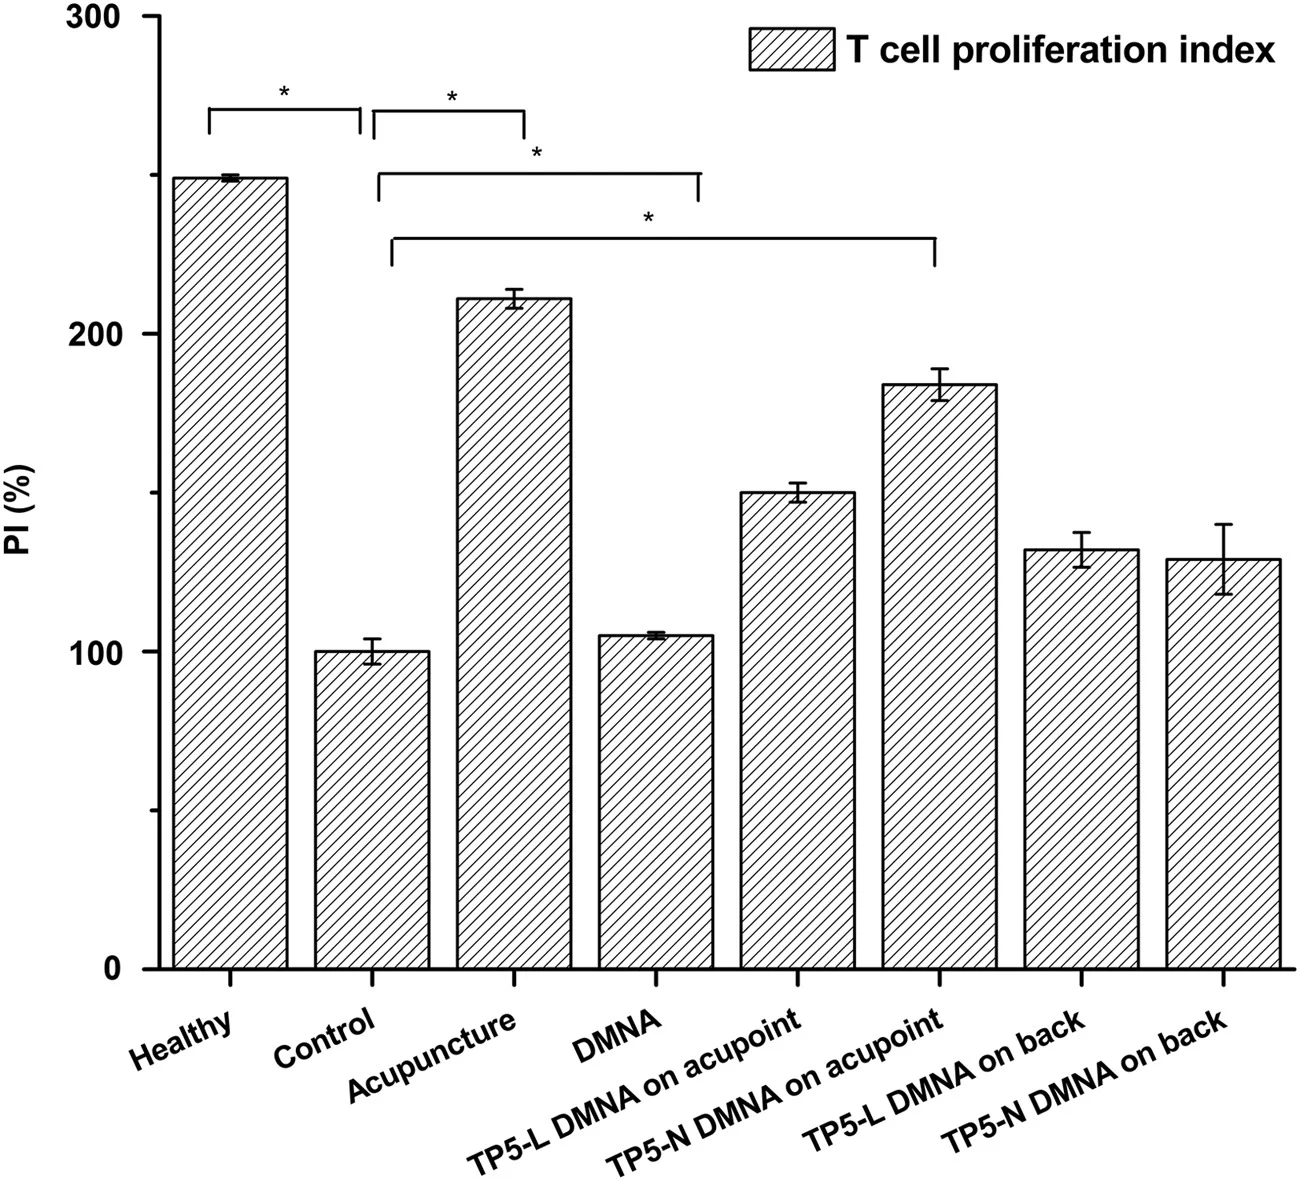 T cell proliferation index
PI (%)
300
200
100
0
*
*
*
*
Healthy
Control
Acupuncture
DMNA
TP5-L DMNA on acupoint
TP5-N DMNA on acupoint
TP5-L DMNA on back
TP5-N DMNA on back